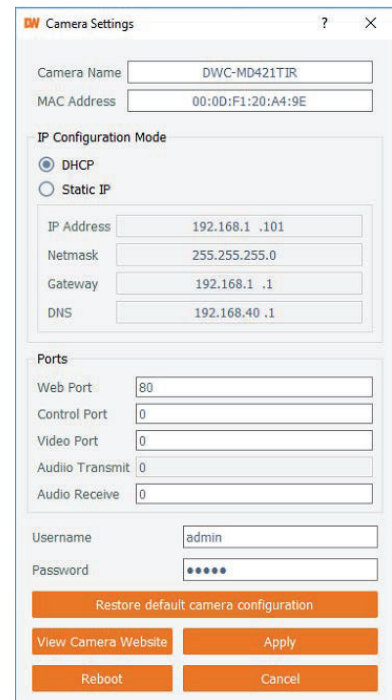 DW Camera Settings ? ×
Camera Name DWC-MD421TIR
MAC Address 00:0D:F1:20:A4:9E
IP Configuration Mode
DHCP
Static IP
IP Address 192.168.1 .101
Netmask 255.255.255.0
Gateway 192.168.1 .1
DNS 192.168.40 .1
Ports
Web Port 80
Control Port 0
Video Port 0
Audiio Transmit 0
Audio Receive 0
Username admin
Password •••••
Restore default camera configuration
View Camera Website Apply
Reboot Cancel